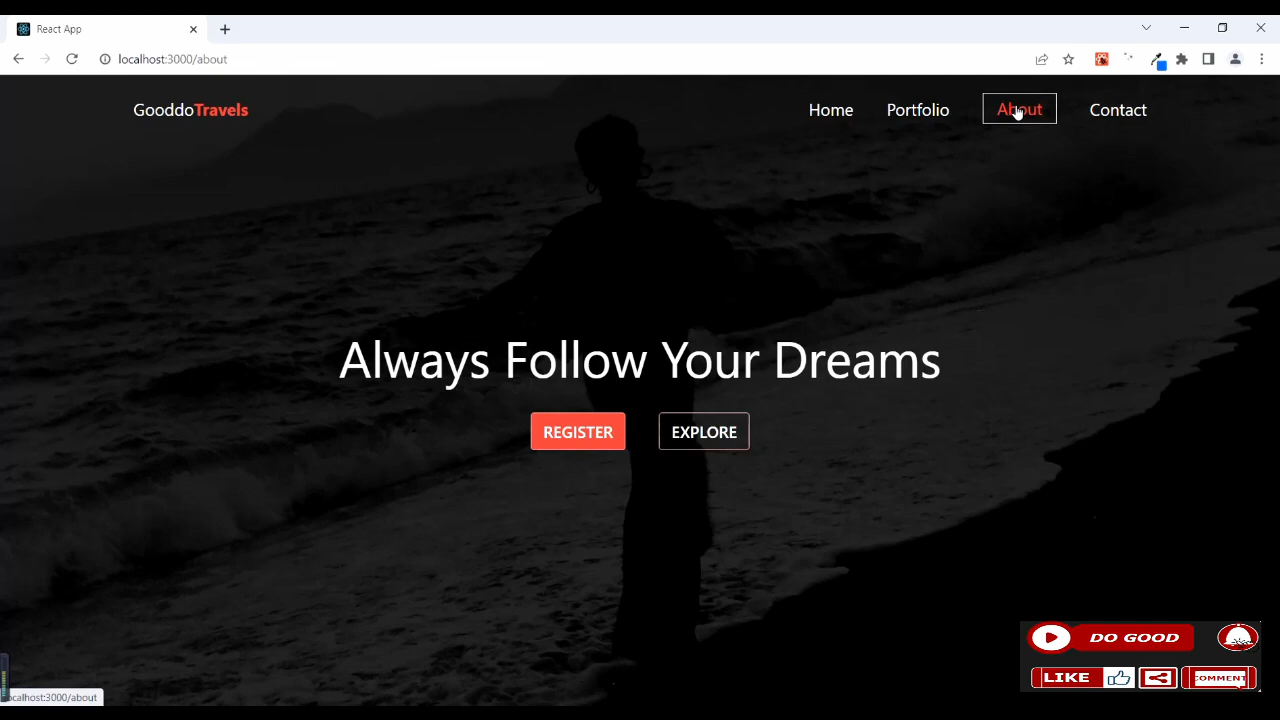 React App
localhost:3000/about
GooddoTravels
Home Portfolio About Contact
Always Follow Your Dreams
REGISTER EXPLORE
DO GOOD
LIKE COMMENT
localhost:3000/about